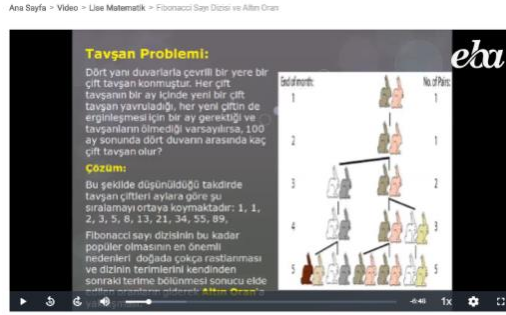 Ana Sayfa > Video > Lise Matematik > Fibonacci Sayı Dizisi ve Altın Oran
eba
Tavşan Problemi:
Dört yanı duvarlarla çevrili bir yere bir
çift tavşan konmuştur. Her çift
tavşanın bir ay içinde yeni bir çift
tavşan yavruladığı, her yeni çiftin de
erginleşmesi için bir ay gerektiği ve
tavşanların ölmediği varsayılırsa, 100
ay sonunda dört duvarın arasında kaç
çift tavşan olur?
Çözüm:
Bu şekilde düşünüldüğü takdirde
tavşan çiftleri aylara göre şu
sıralamayı ortaya koymaktadır: 1, 1,
2, 3, 5, 8, 13, 21, 34, 55, 89,
Fibonacci sayı dizisinin bu kadar
popüler olmasının en önemli
nedenleri doğada çokça rastlanması
ve dizinin terimlerini kendinden
sonraki terime bölünmesi sonucu elde
edilen oranların giderek Altın Oran'a
End of month: No. of Pairs:
1 1
2 1
3 2
4 3
5 5
-6:46 1x